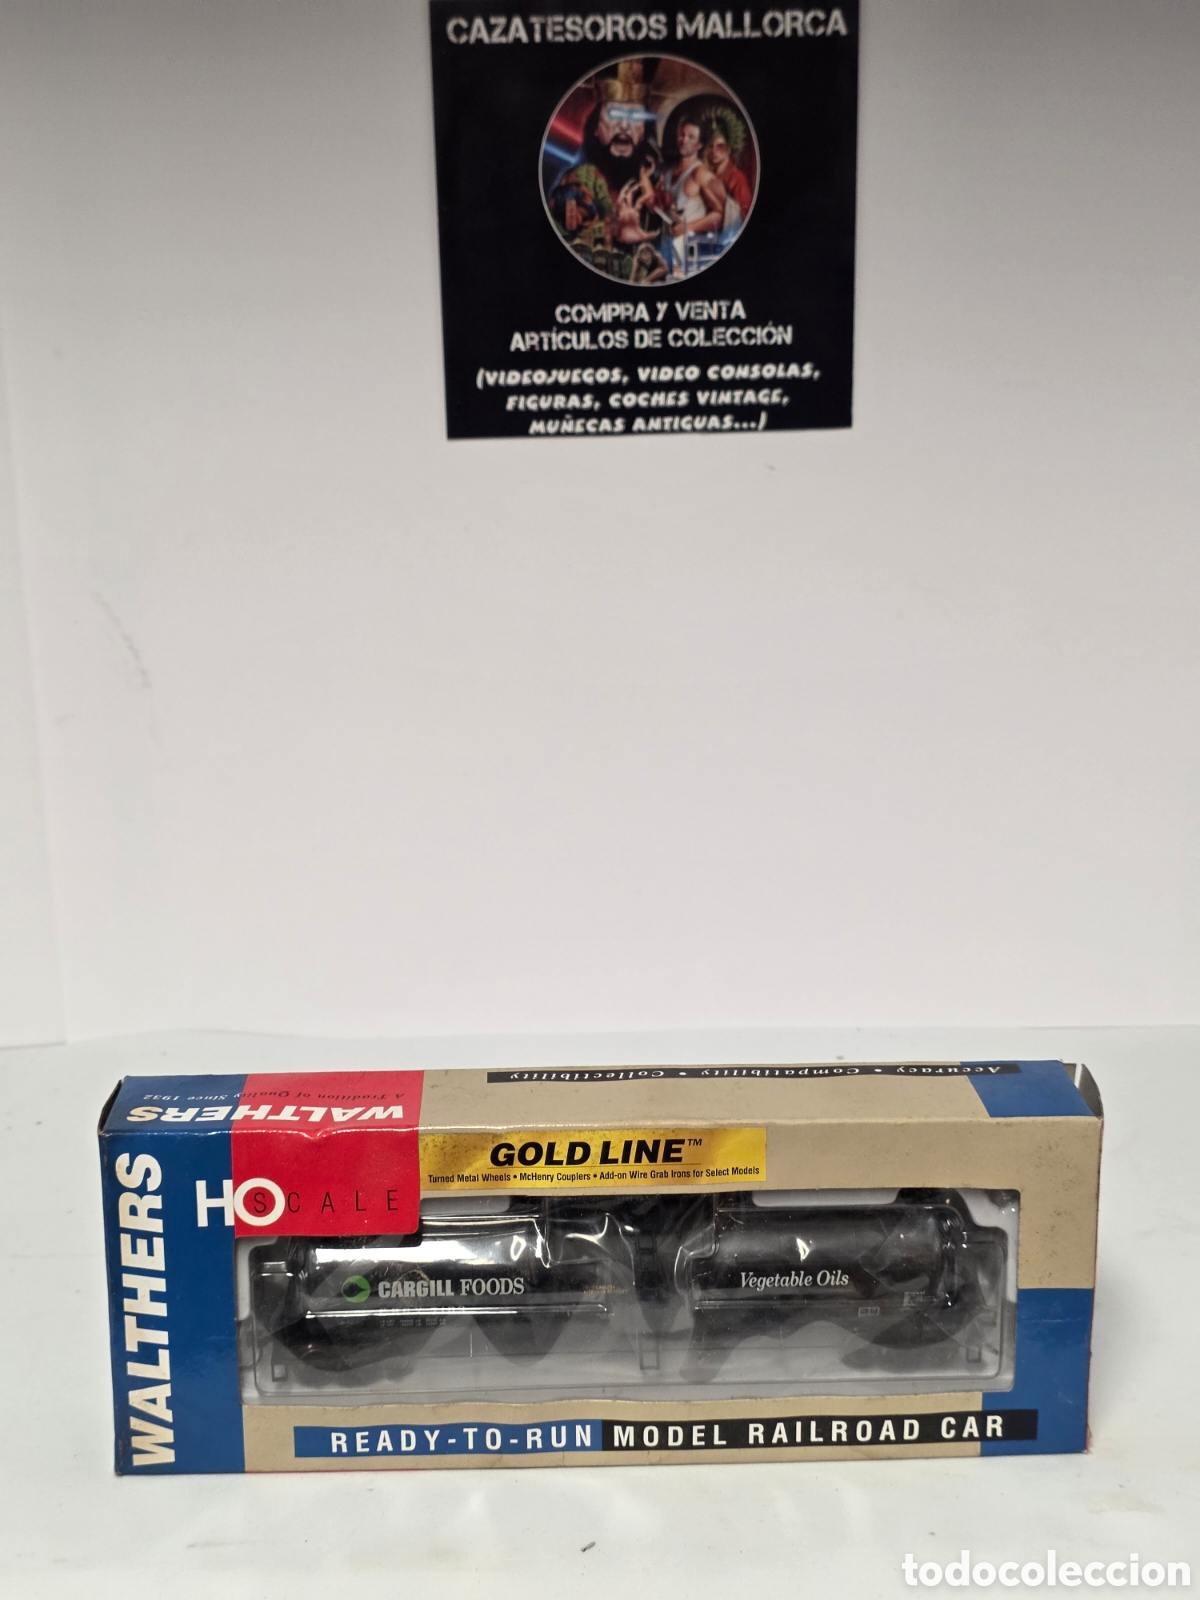 CAZATESOROS MALLORCA
COMPRA Y VENTA
ARTÍCULOS DE COLECCIÓN
(VIDEOJUEGOS, VIDEO CONSOLAS,
FIGURAS, COCHES VINTAGE,
MUÑECAS ANTIGUAS...)
Accuracy • Compatibility • Collectibility
A Tradition of Quality Since 1932
WALTHERS
WALTHERS
WALTHERS
HO SCALE
GOLD LINE™
Turned Metal Wheels • McHenry Couplers • Add-on Wire Grab Irons for Select Models
CARGILL FOODS
Vegetable Oils
READY-TO-RUN MODEL RAILROAD CAR
todocoleccion